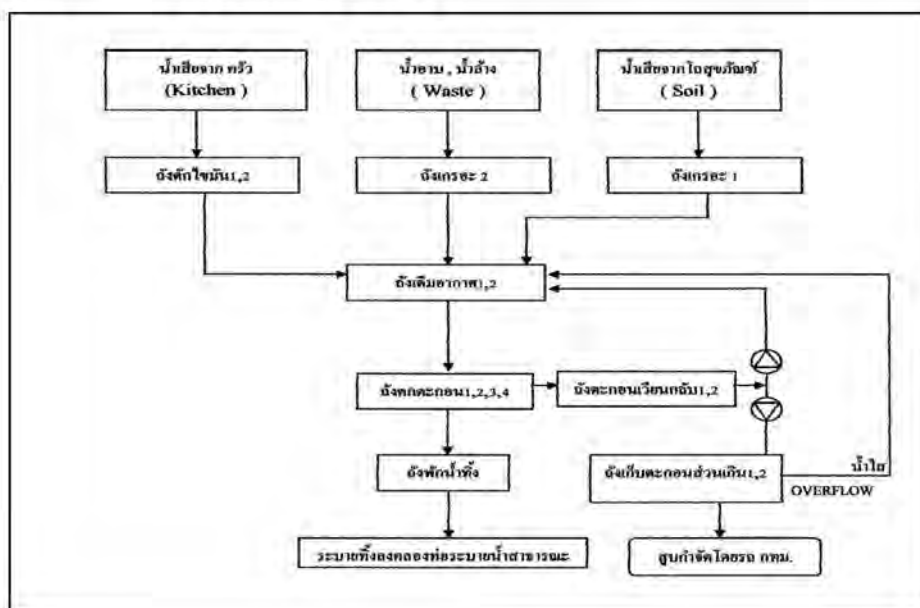 น้ำเสียจาก ครัว
(Kitchen )
น้ำอาบ , น้ำล้าง
( Waste )
น้ำเสียจากโถสุขภัณฑ์
( Soil )
ถังดักไขมัน1,2
ถังเกรอะ 2
ถังเกรอะ 1
ถังเติมอากาศ1,2
ถังตกตะกอน1,2,3,4
ถังตะกอนเวียนกลับ1,2
ถังพักน้ำทิ้ง
ถังเก็บตะกอนส่วนเกิน1,2
น้ำใส
OVERFLOW
ระบายทิ้งลงคลองท่อระบายน้ำสาธารณะ
สูบกำจัดโดยรถ กทม.